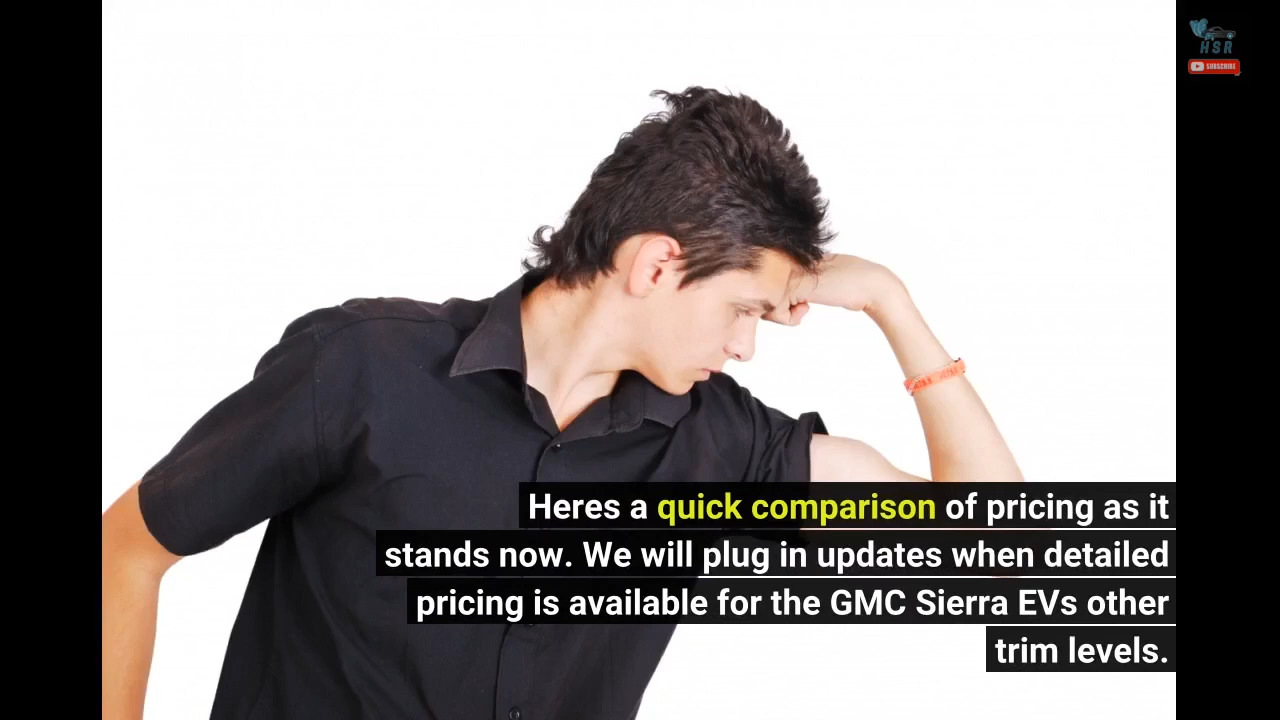 HSR
SUBSCRIBE
Heres a quick comparison of pricing as it
stands now. We will plug in updates when detailed
pricing is available for the GMC Sierra EVs other
trim levels.